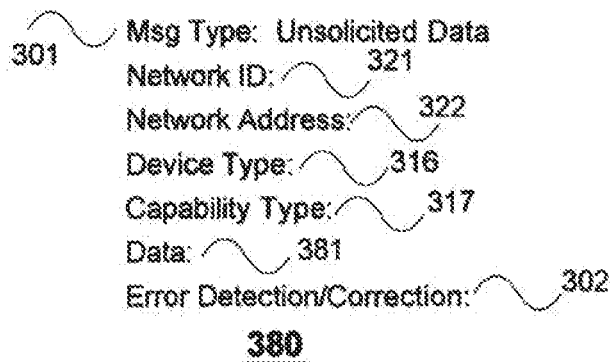 301 Msg Type: Unsolicited Data
Network ID: 321
Network Address: 322
Device Type: 316
Capability Type: 317
Data: 381
Error Detection/Correction: 302
380